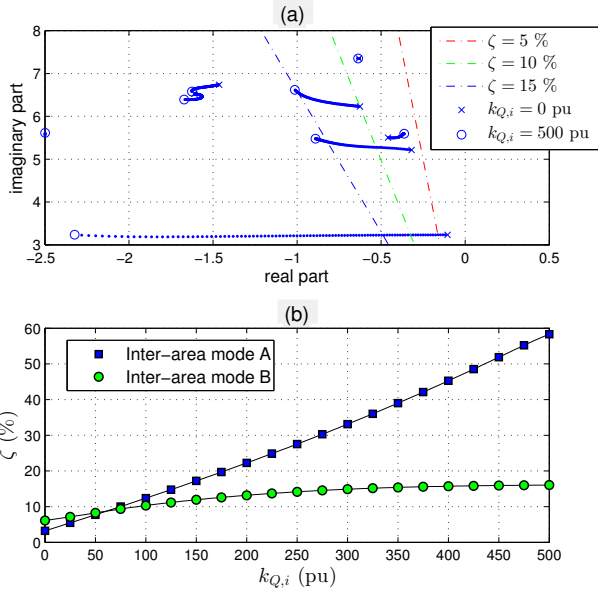 (a)
8
7
6
5
4
3
imaginary part
-2.5 -2 -1.5 -1 -0.5 0 0.5
real part
ζ = 5 %
ζ = 10 %
ζ = 15 %
k_{Q,i} = 0 pu
k_{Q,i} = 500 pu
(b)
60
50
40
30
20
10
0
ζ (%)
Inter-area mode A
Inter-area mode B
0 50 100 150 200 250 300 350 400 450 500
k_{Q,i} (pu)